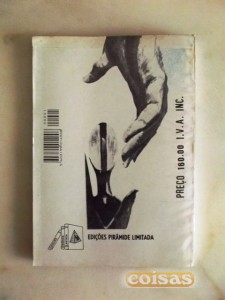 PREÇO 160.00 I.V.A. INC.
EDIÇÕES PIRÂMIDE LIMITADA
coisas